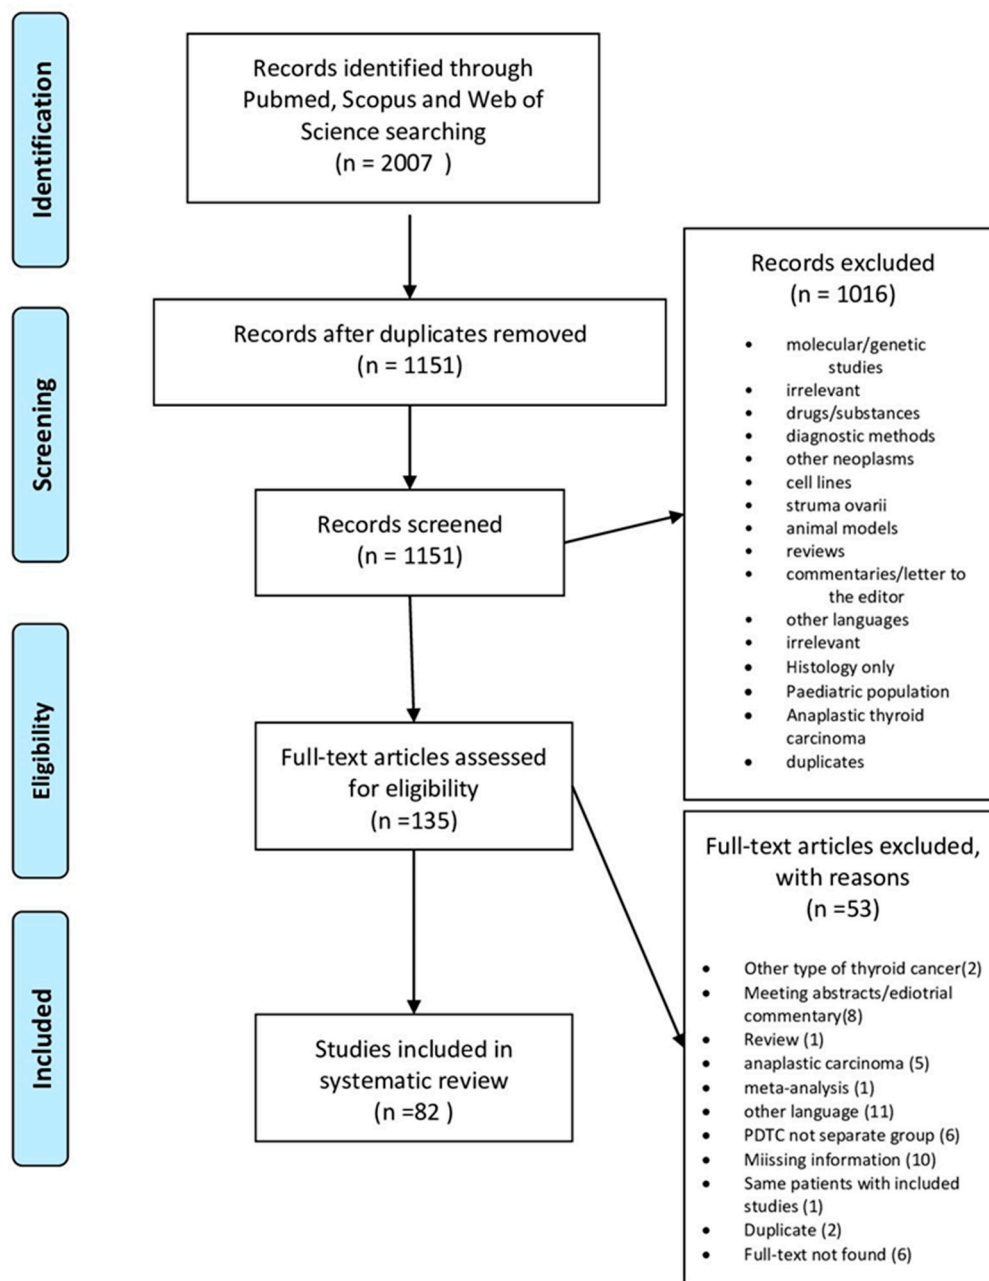 Identification
Records identified through
Pubmed, Scopus and Web of
Science searching
(n = 2007 )
Screening
Records after duplicates removed
(n = 1151)
Records screened
(n = 1151)
Records excluded
(n = 1016)
• molecular/genetic
studies
• irrelevant
• drugs/substances
• diagnostic methods
• other neoplasms
• cell lines
• struma ovarii
• animal models
• reviews
• commentaries/letter to
the editor
• other languages
• irrelevant
• Histology only
• Paediatric population
• Anaplastic thyroid
carcinoma
• duplicates
Eligibility
Full-text articles assessed
for eligibility
(n =135)
Full-text articles excluded,
with reasons
(n =53)
• Other type of thyroid cancer(2)
• Meeting abstracts/ediotrial
commentary(8)
• Review (1)
• anaplastic carcinoma (5)
• meta-analysis (1)
• other language (11)
• PDTC not separate group (6)
• Miissing information (10)
• Same patients with included
studies (1)
• Duplicate (2)
• Full-text not found (6)
Included
Studies included in
systematic review
(n =82 )